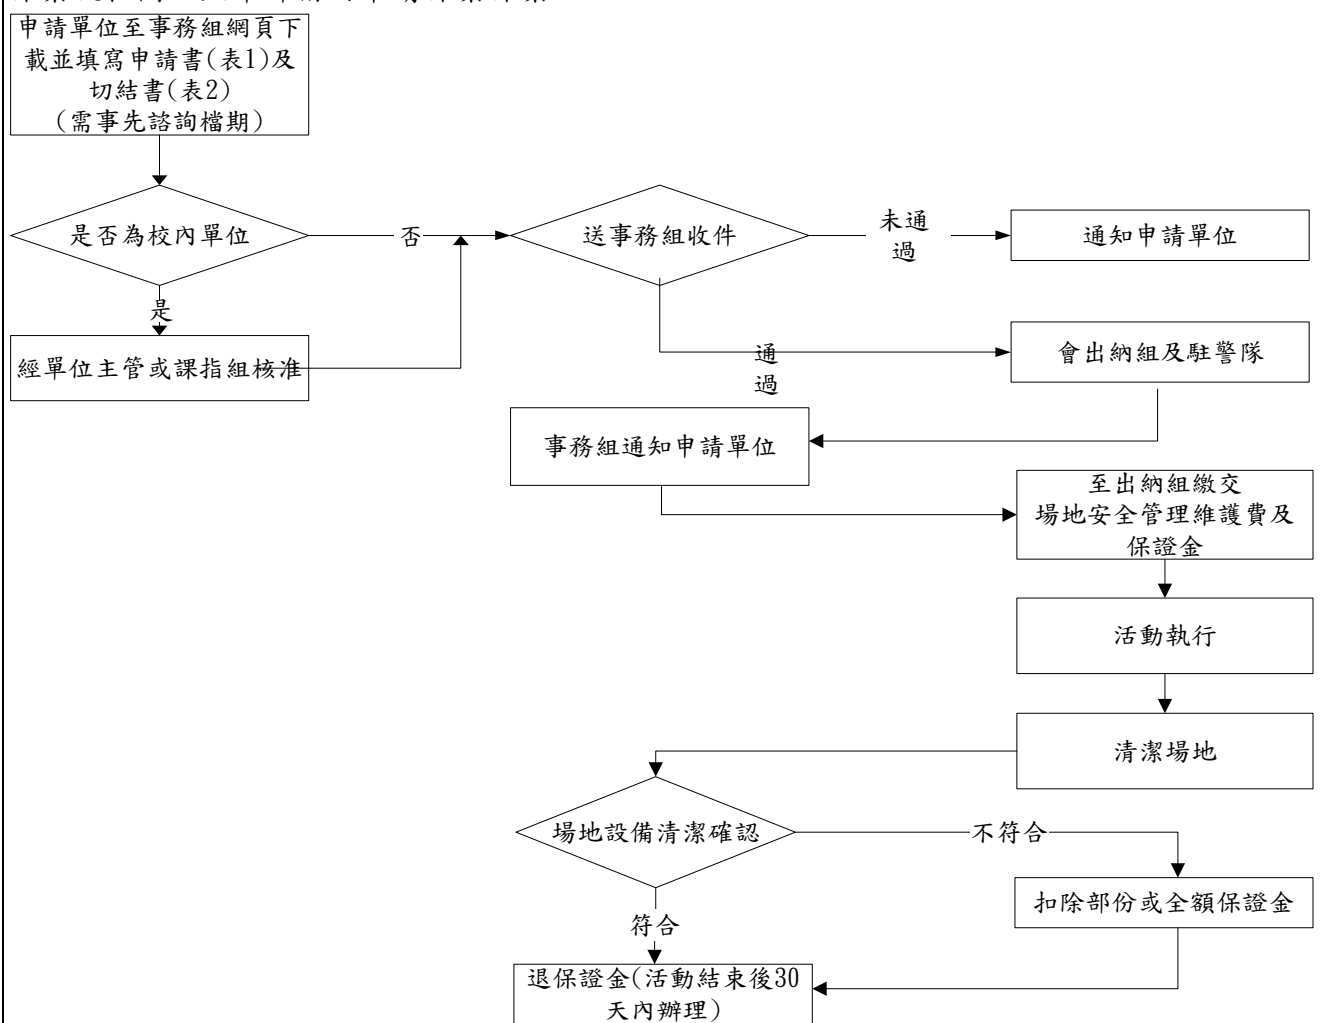 申請單位至事務組網頁下
載並填寫申請書(表1)及
切結書(表2)
(需事先諮詢檔期)
是否為校內單位
否
送事務組收件
未通
過
通知申請單位
是
經單位主管或課指組核准
通
過
會出納組及駐警隊
事務組通知申請單位
至出納組繳交
場地安全管理維護費及
保證金
活動執行
清潔場地
場地設備清潔確認
不符合
扣除部份或全額保證金
符合
退保證金(活動結束後30
天內辦理)